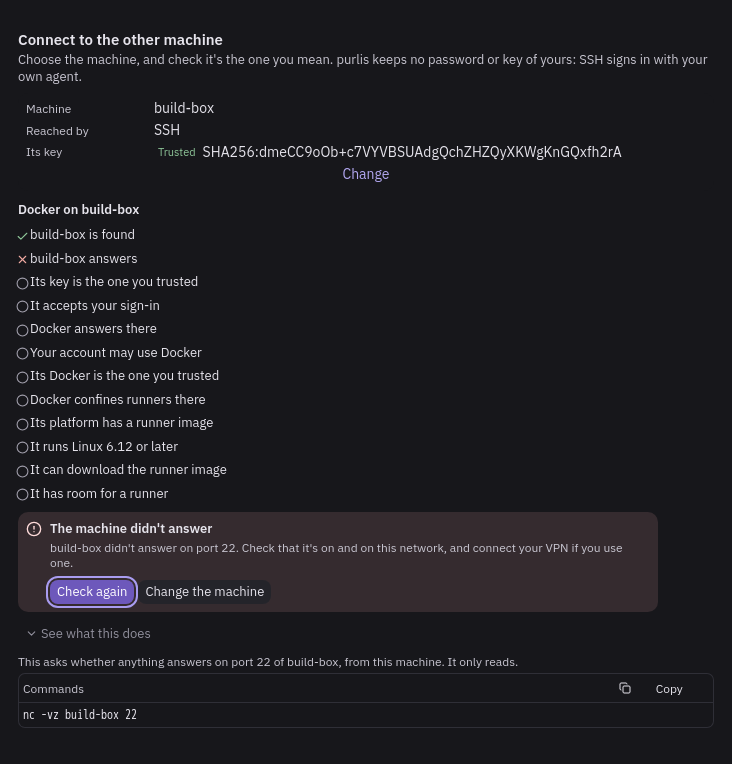 Connect to the other machine
Choose the machine, and check it's the one you mean. purlis keeps no password or key of yours: SSH signs in with your
own agent.
Machine build-box
Reached by SSH
Its key Trusted SHA256:dmeCC9oOb+c7VYVBSUAdgQchZHZQyXKWgKnGQxfh2rA
Change
Docker on build-box
build-box is found
build-box answers
Its key is the one you trusted
It accepts your sign-in
Docker answers there
Your account may use Docker
Its Docker is the one you trusted
Docker confines runners there
Its platform has a runner image
It runs Linux 6.12 or later
It can download the runner image
It has room for a runner
The machine didn't answer
build-box didn't answer on port 22. Check that it's on and on this network, and connect your VPN if you use
one.
Check again Change the machine
See what this does
This asks whether anything answers on port 22 of build-box, from this machine. It only reads.
Commands Copy
nc -vz build-box 22